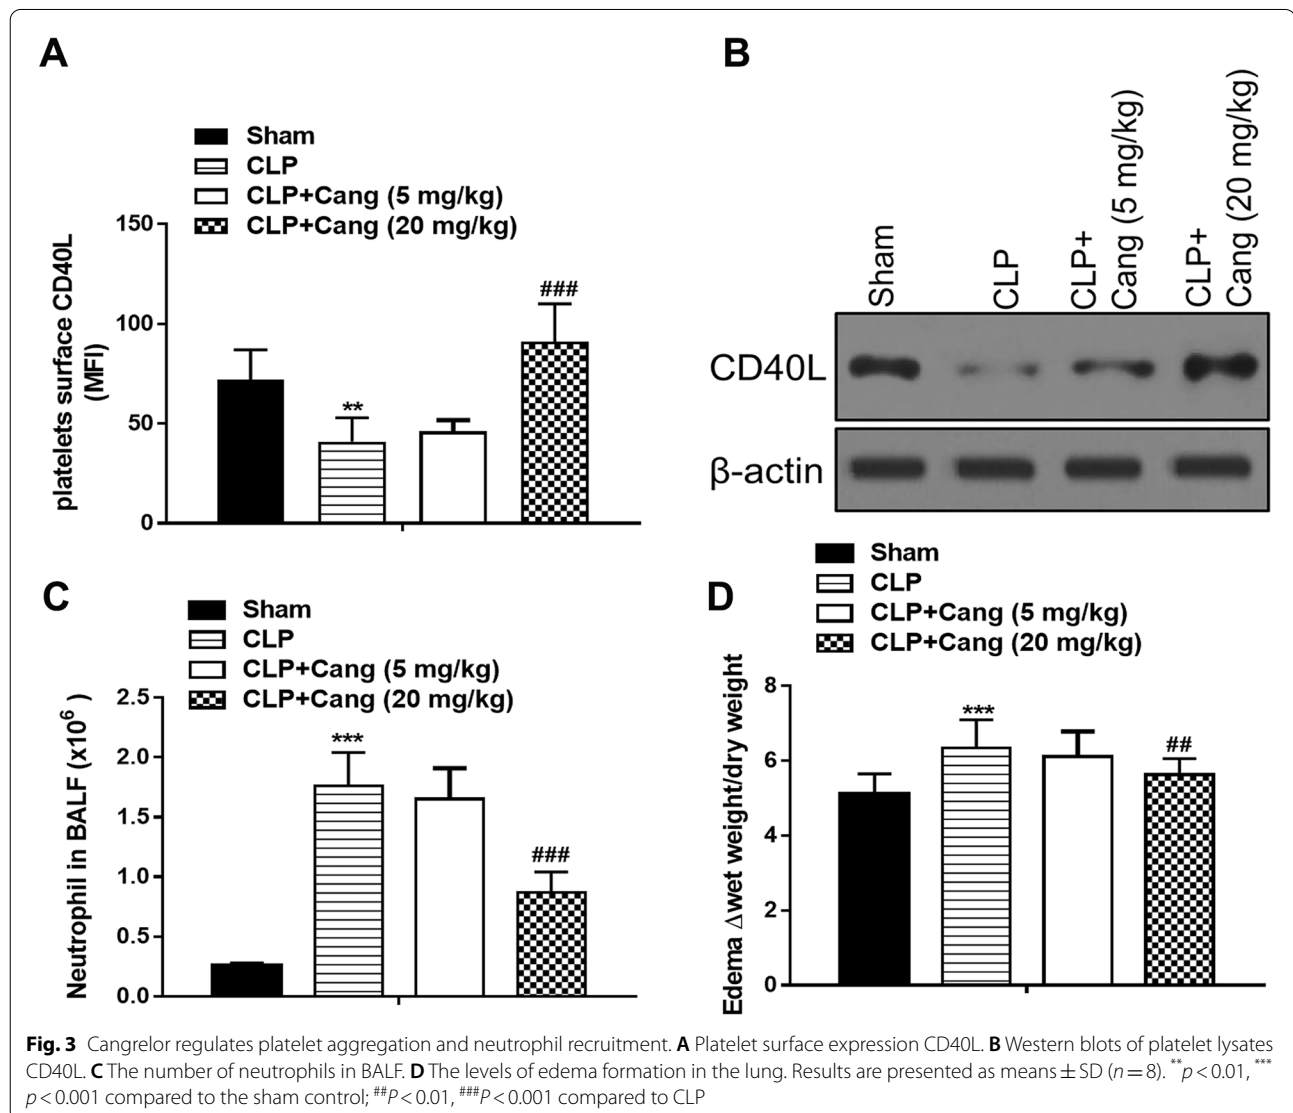 A
Sham
CLP
CLP+Cang (5 mg/kg)
CLP+Cang (20 mg/kg)
platelets surface CD40L
(MFI)
150
100
50
0
**
###
B
Sham
CLP
CLP+
Cang (5 mg/kg)
CLP+
Cang (20 mg/kg)
CD40L
β-actin
C
Sham
CLP
CLP+Cang (5 mg/kg)
CLP+Cang (20 mg/kg)
Neutrophil in BALF (x10⁶ )
2.5
2.0
1.5
1.0
0.5
0.0
***
###
D
Sham
CLP
CLP+Cang (5 mg/kg)
CLP+Cang (20 mg/kg)
Edema Δwet weight/dry weight
8
6
4
2
0
***
##
Fig. 3 Cangrelor regulates platelet aggregation and neutrophil recruitment. A Platelet surface expression CD40L. B Western blots of platelet lysates
CD40L. C The number of neutrophils in BALF. D The levels of edema formation in the lung. Results are presented as means ± SD (n = 8). **p < 0.01, ***
p < 0.001 compared to the sham control; ##P < 0.01, ###P < 0.001 compared to CLP